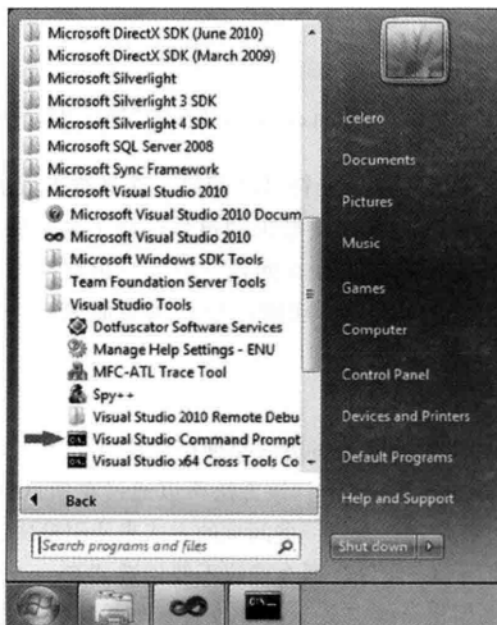 Microsoft DirectX SDK (June 2010)
Microsoft DirectX SDK (March 2009)
Microsoft Silverlight
Microsoft Silverlight 3 SDK
Microsoft Silverlight 4 SDK
Microsoft SQL Server 2008
Microsoft Sync Framework
Microsoft Visual Studio 2010
Microsoft Visual Studio 2010 Docum
Microsoft Visual Studio 2010
Microsoft Windows SDK Tools
Team Foundation Server Tools
Visual Studio Tools
Dotfuscator Software Services
Manage Help Settings - ENU
MFC-ATL Trace Tool
Spy++
Visual Studio 2010 Remote Debu
Visual Studio Command Prompt
Visual Studio x64 Cross Tools Co
Back
Search programs and files
icelero
Documents
Pictures
Music
Games
Computer
Control Panel
Devices and Printers
Default Programs
Help and Support
Shut down